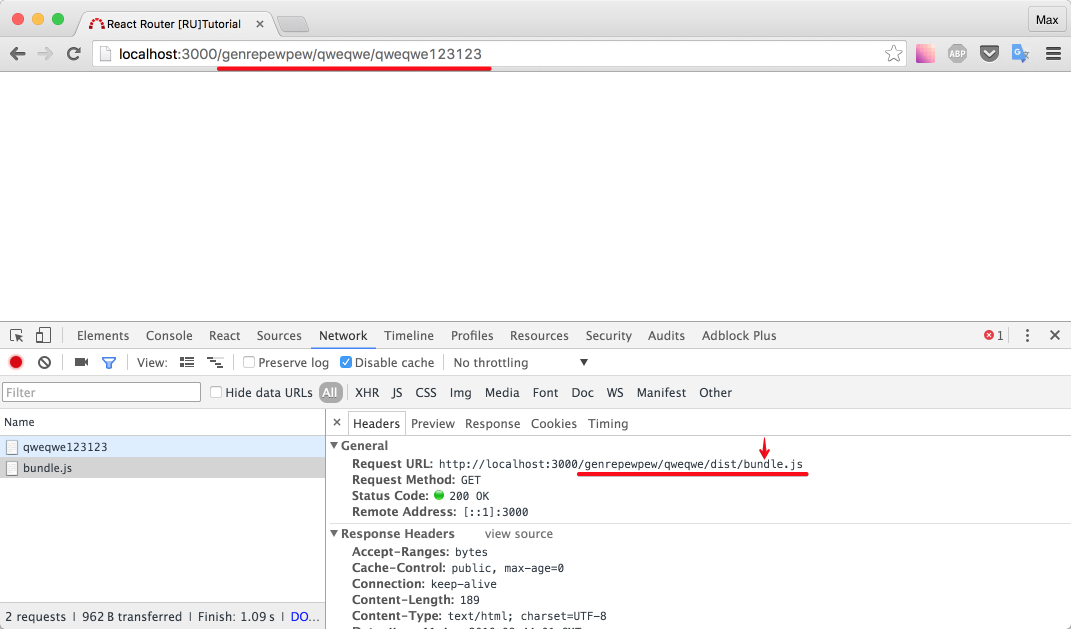 React Router [RU]Tutorial
Max
localhost:3000/genrepewpew/qweqwe/qweqwe123123
ABP
Elements Console React Sources Network Timeline Profiles Resources Security Audits Adblock Plus 1
View: Preserve log Disable cache No throttling
Filter Hide data URLs All XHR JS CSS Img Media Font Doc WS Manifest Other
Name
Headers Preview Response Cookies Timing
qweqwe123123
bundle.js
General
Request URL: http://localhost:3000/genrepewpew/qweqwe/dist/bundle.js
Request Method: GET
Status Code: 200 OK
Remote Address: [::1]:3000
Response Headers view source
Accept-Ranges: bytes
Cache-Control: public, max-age=0
Connection: keep-alive
Content-Length: 189
Content-Type: text/html; charset=UTF-8
2 requests | 962 B transferred | Finish: 1.09 s | DO...